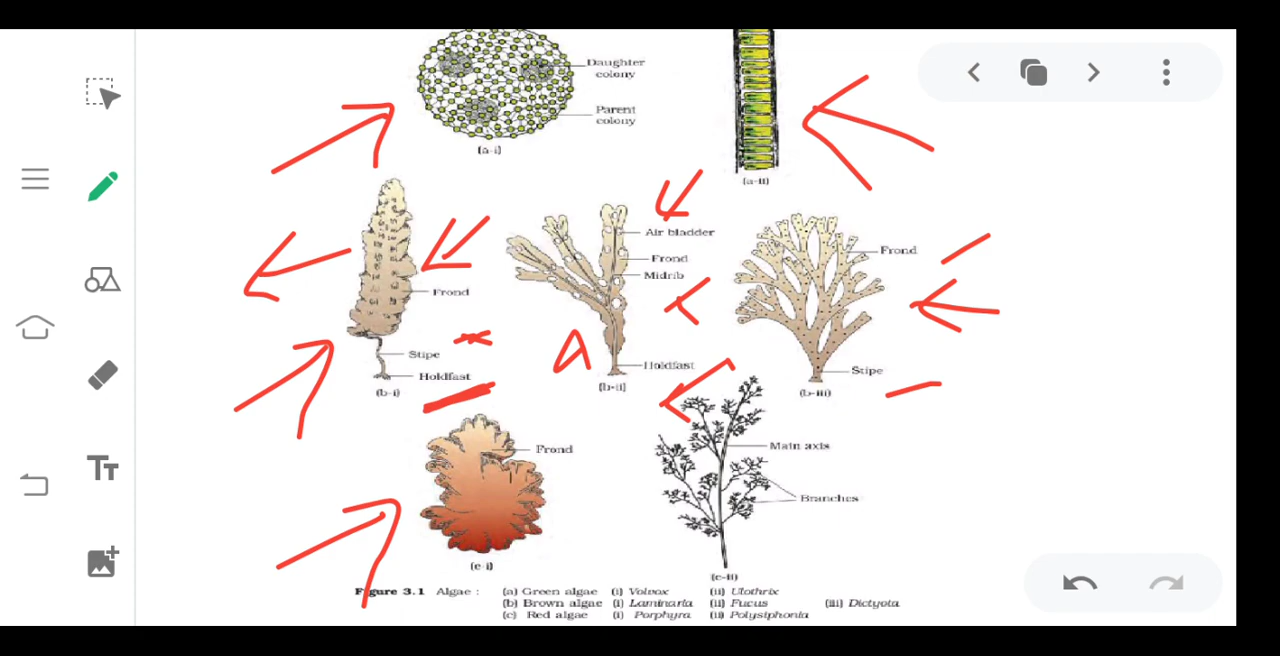 Daughter
colony
Parent
colony
(a-i)
(a-ii)
Air bladder
Frond
Midrib
Frond
Frond
Stipe
Holdfast
Holdfast
Stipe
(b-i)
(b-ii)
(b-iii)
Frond
Main axis
Branches
(c-i)
(c-ii)
Figure 3.1 Algae : (a) Green algae (i) Volvox (ii) Ulothrix
(b) Brown algae (i) Laminaria (ii) Fucus (iii) Dictyota
(c) Red algae (i) Porphyra (ii) Polysiphonia
Tт